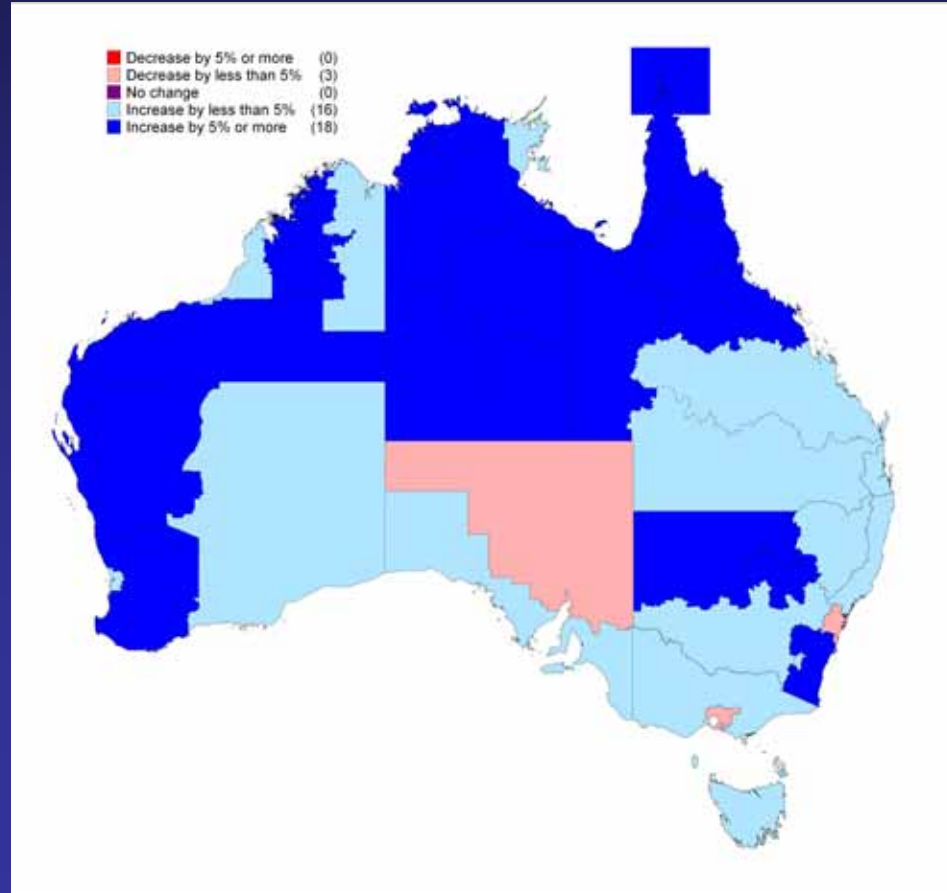 Decrease by 5% or more (0)
Decrease by less than 5% (3)
No change (0)
Increase by less than 5% (16)
Increase by 5% or more (18)